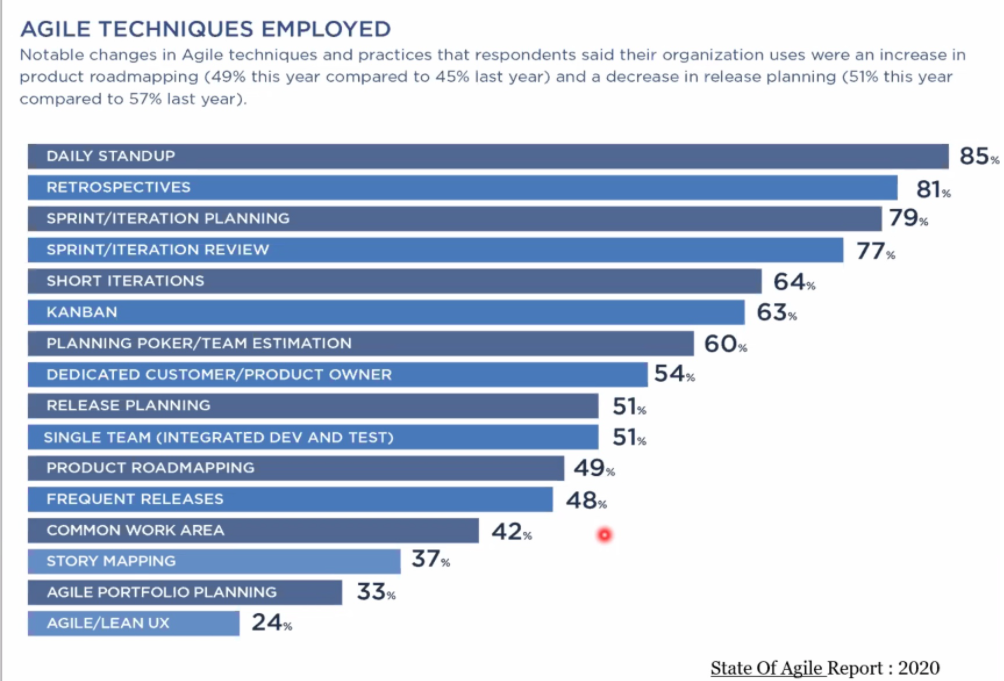 AGILE TECHNIQUES EMPLOYED
Notable changes in Agile techniques and practices that respondents said their organization uses were an increase in
product roadmapping (49% this year compared to 45% last year) and a decrease in release planning (51% this year
compared to 57% last year).
DAILY STANDUP 85%
RETROSPECTIVES 81%
SPRINT/ITERATION PLANNING 79%
SPRINT/ITERATION REVIEW 77%
SHORT ITERATIONS 64%
KANBAN 63%
PLANNING POKER/TEAM ESTIMATION 60%
DEDICATED CUSTOMER/PRODUCT OWNER 54%
RELEASE PLANNING 51%
SINGLE TEAM (INTEGRATED DEV AND TEST) 51%
PRODUCT ROADMAPPING 49%
FREQUENT RELEASES 48%
COMMON WORK AREA 42%
STORY MAPPING 37%
AGILE PORTFOLIO PLANNING 33%
AGILE/LEAN UX 24%
State Of Agile Report : 2020